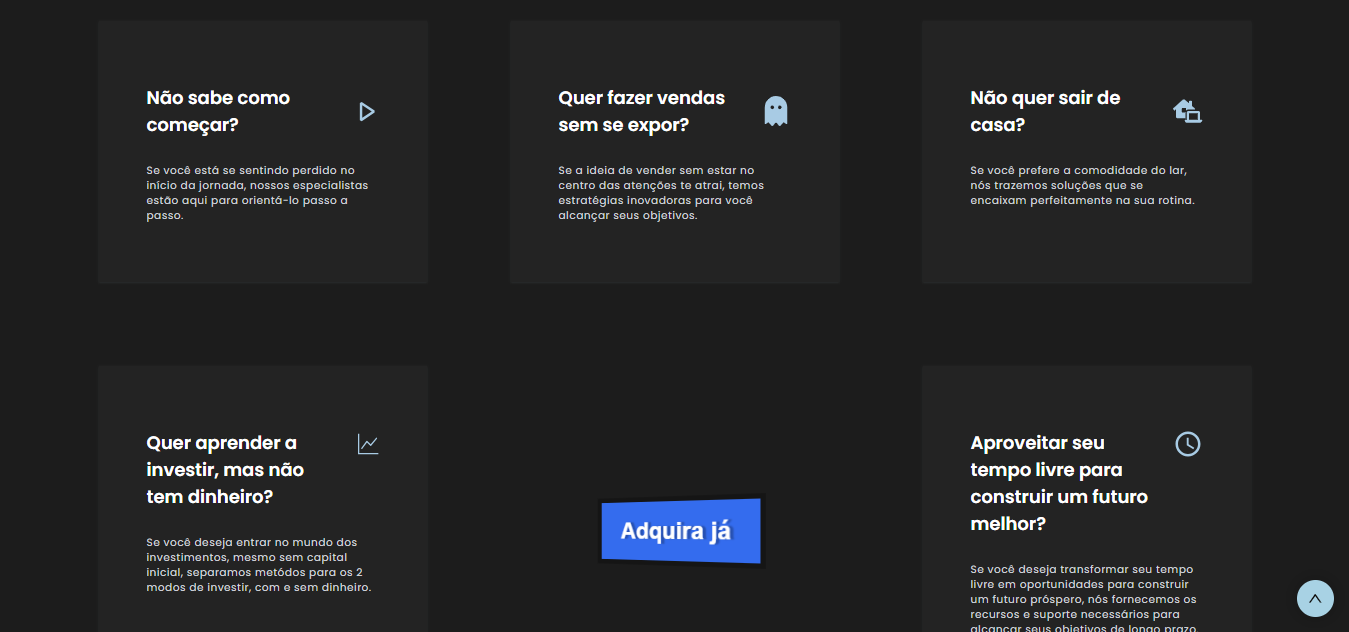 Não sabe como
começar?
Se você está se sentindo perdido no
início da jornada, nossos especialistas
estão aqui para orientá-lo passo a
passo.
Quer fazer vendas
sem se expor?
Se a ideia de vender sem estar no
centro das atenções te atrai, temos
estratégias inovadoras para você
alcançar seus objetivos.
Não quer sair de
casa?
Se você prefere a comodidade do lar,
nós trazemos soluções que se
encaixam perfeitamente na sua rotina.
Quer aprender a
investir, mas não
tem dinheiro?
Se você deseja entrar no mundo dos
investimentos, mesmo sem capital
inicial, separamos metódos para os 2
modos de investir, com e sem dinheiro.
Adquira já
Aproveitar seu
tempo livre para
construir um futuro
melhor?
Se você deseja transformar seu tempo
livre em oportunidades para construir
um futuro próspero, nós fornecemos os
recursos e suporte necessários para
alcançar seus objetivos de longo prazo.